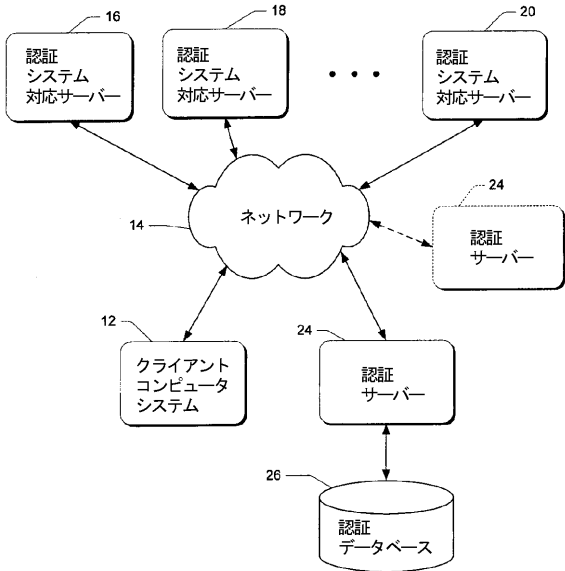 16
認証
システム
対応サーバー
18
認証
システム
対応サーバー
20
認証
システム
対応サーバー
14
ネットワーク
24
認証
サーバー
12
クライアント
コンピュータ
システム
24
認証
サーバー
26
認証
データベース